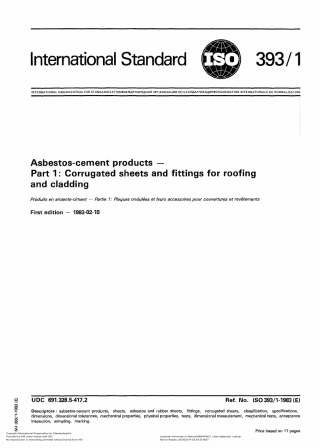 International Standard
ISO
393/1
INTERNATIONAL ORGANIZATION FOR STANDARDIZATION•МЕЖДУНАРОДНАЯ ОРГАНИЗАЦИЯ ПО СТАНДАРТИЗАЦИИ•ORGANISATION INTERNATIONALE DE NORMALISATION
Asbestos-cement products —
Part 1: Corrugated sheets and fittings for roofing
and cladding
Produits en amiante-ciment — Partie 1: Plaques ondulées et leurs accessoires pour couvertures et revêtements
First edition — 1983-02-15
UDC 691.328.5-417.2
Ref. No. ISO 393/1-1983 (E)
Descriptors : asbestos-cement products, sheets, asbestos and rubber sheets, fittings, corrugated sheets, classification, specifications,
dimensions, dimensional tolerances, mechanical properties, physical properties, tests, dimensional measurement, mechanical tests, acceptance
inspection, sampling, marking.
Price based on 11 pages
ISO 393/1-1983 (E)